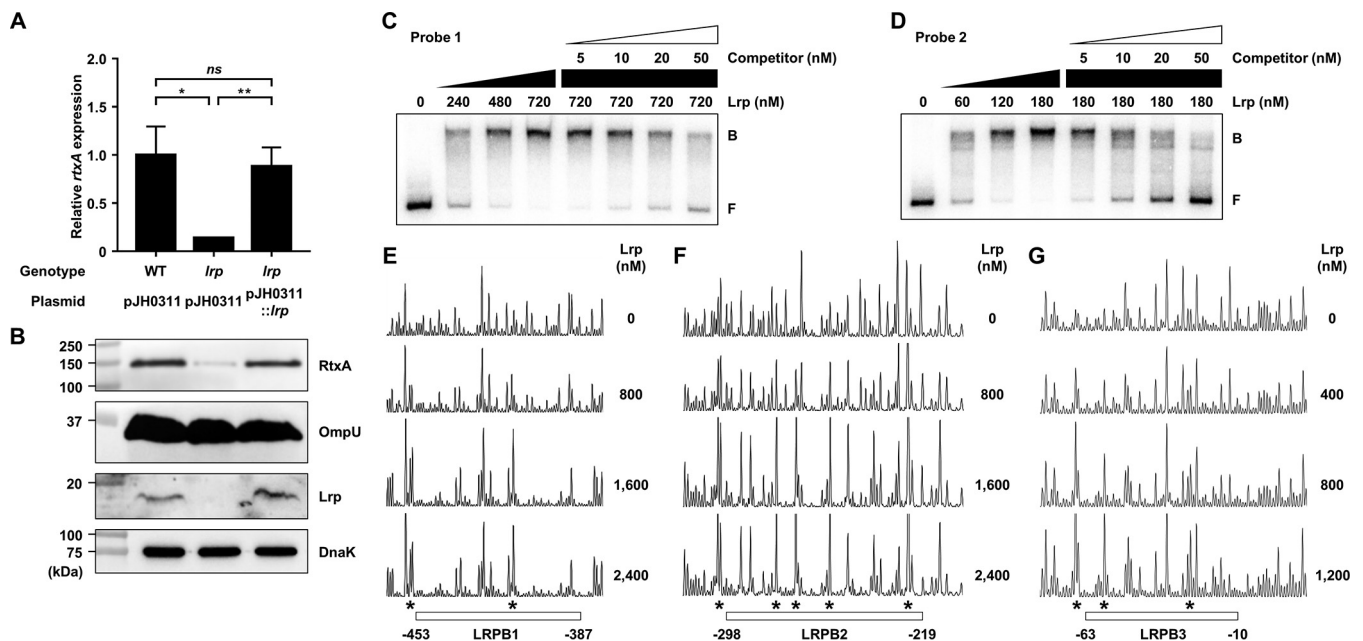 A
Relative rtxA expression
2.0
1.5
1.0
0.5
0
ns
*
**
Genotype
WT
lrp
lrp
Plasmid
pJH0311
pJH0311
pJH0311
::lrp
B
250
150
100
RtxA
37
OmpU
20
Lrp
100
75
(kDa)
DnaK
C
Probe 1
5 10 20 50 Competitor (nM)
0 240 480 720 720 720 720 720 Lrp (nM)
B
F
D
Probe 2
Competitor (nM) 5 10 20 50
Lrp (nM) 0 60 120 180 180 180 180 180
B
F
E
Lrp
(nM)
0
800
1,600
2,400
* *
-453 LRPB1 -387
F
Lrp
(nM)
0
800
1,600
2,400
* * * * *
-298 LRPB2 -219
G
Lrp
(nM)
0
400
800
1,200
* * *
-63 LRPB3 -10